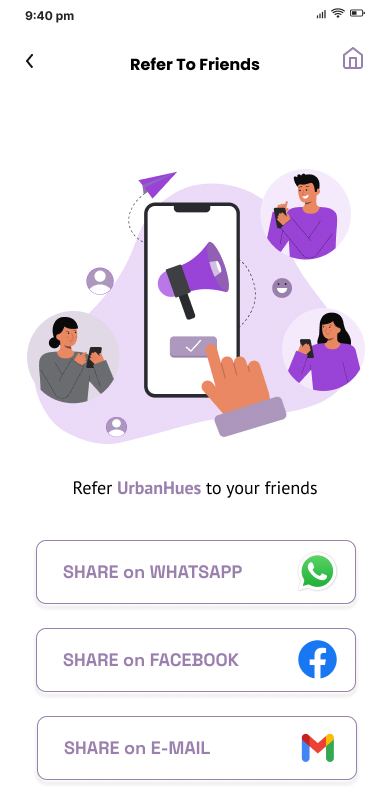 9:40 pm
Refer To Friends
Refer UrbanHues to your friends
SHARE on WHATSAPP
SHARE on FACEBOOK
SHARE on E-MAIL